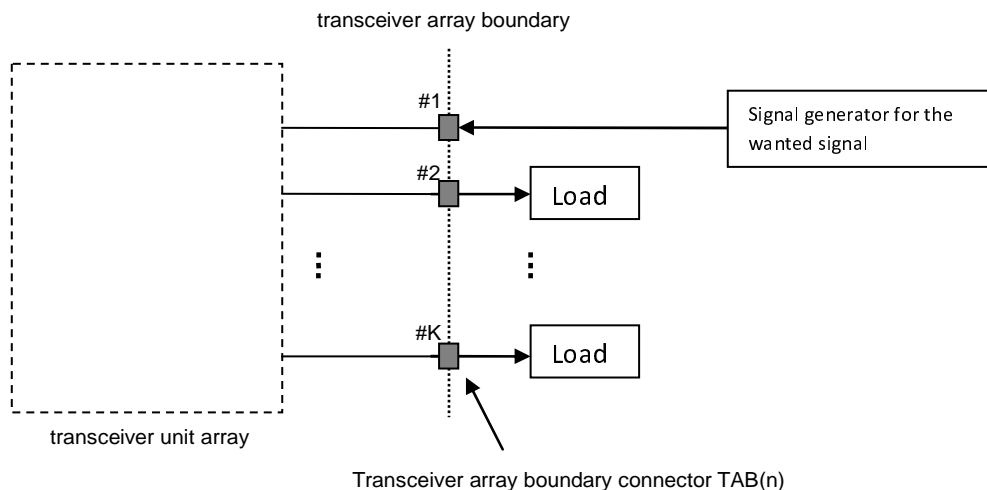 transceiver array boundary
#1
Signal generator for the
wanted signal
#2
Load
#K
Load
transceiver unit array
Transceiver array boundary connector TAB(n)